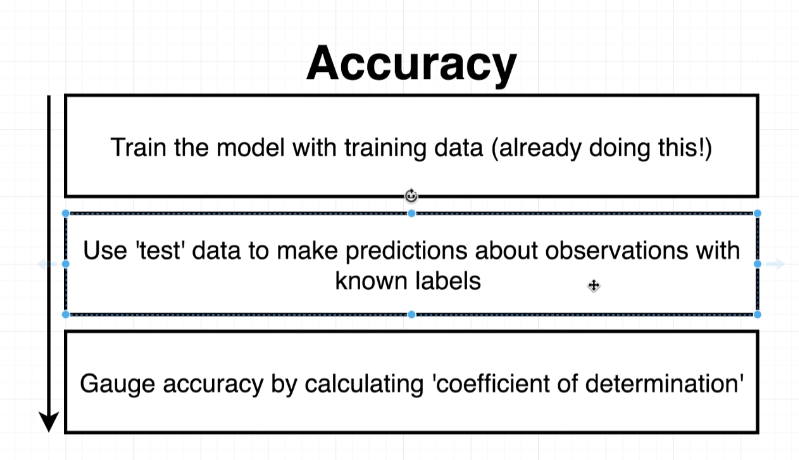 Accuracy
Train the model with training data (already doing this!)
Use 'test' data to make predictions about observations with
known labels
Gauge accuracy by calculating 'coefficient of determination'